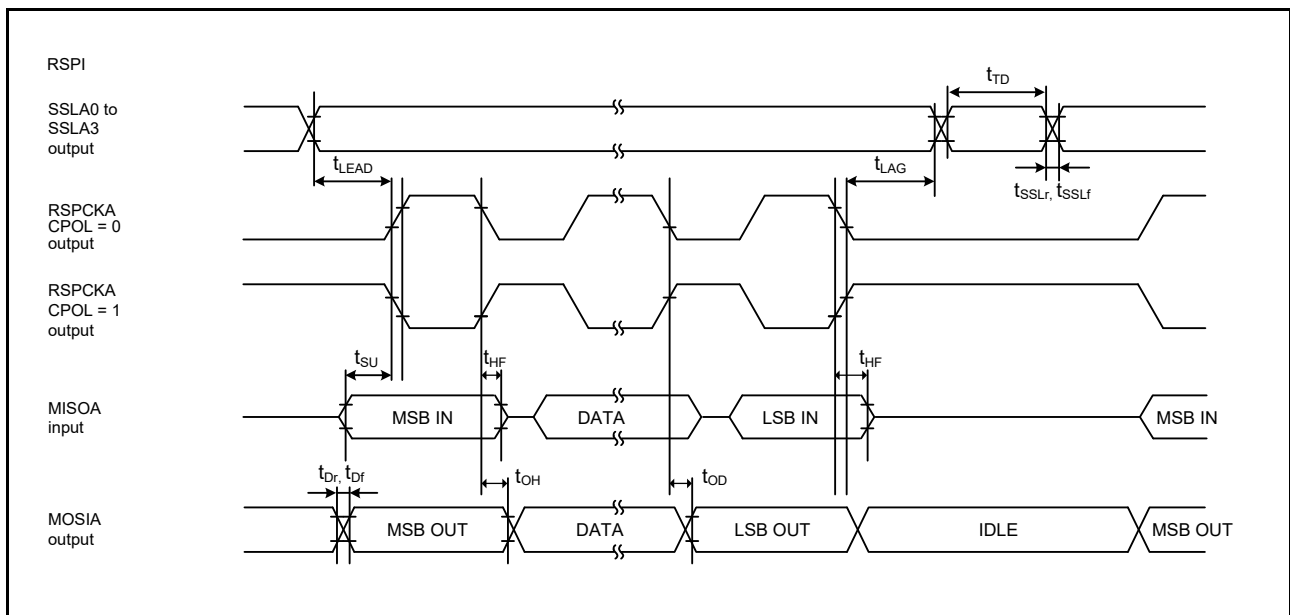 RSPI
SSLA0 to
SSLA3
output
tTD
tLEAD
tLAG
tSSLr, tSSLf
RSPCKA
CPOL = 0
output
RSPCKA
CPOL = 1
output
tSU
tHF
tHF
MISOA
input
MSB IN
DATA
LSB IN
MSB IN
tDr, tDf
tOH
tOD
MOSIA
output
MSB OUT
DATA
LSB OUT
IDLE
MSB OUT